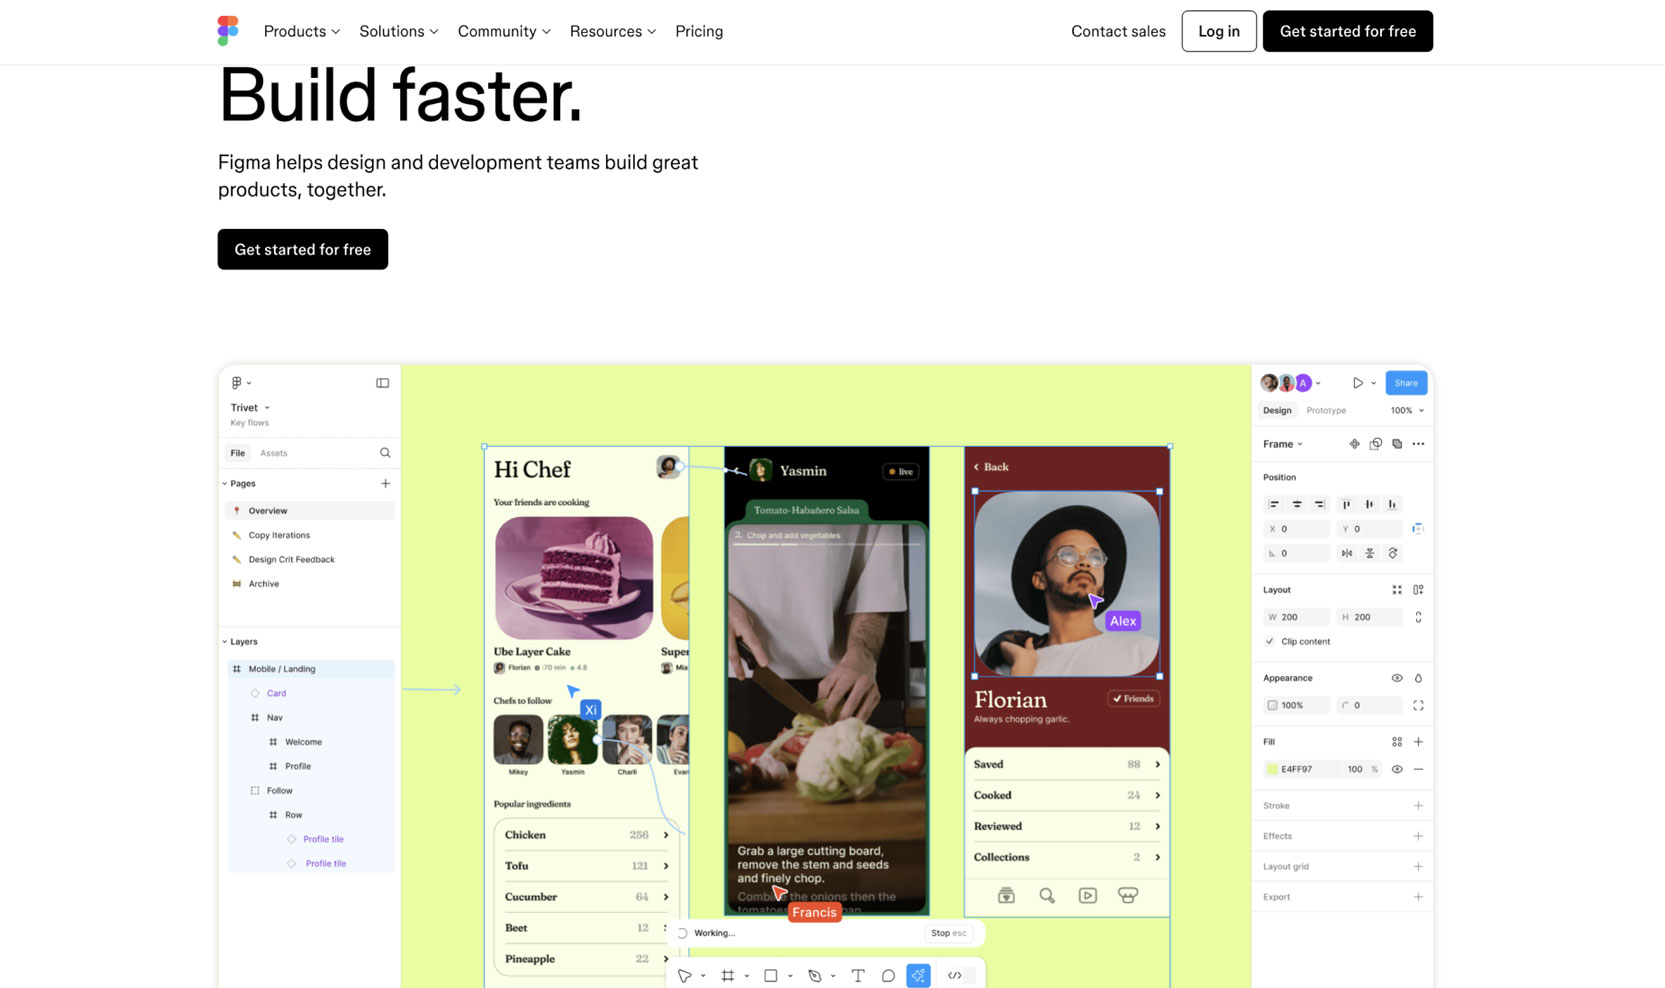 Products
Solutions
Community
Resources
Pricing
Contact sales
Log in
Get started for free
Build faster.
Figma helps design and development teams build great
products, together.
Get started for free
Trivet
Key flows
File
Assets
Pages
Overview
Copy Iterations
Design Crit Feedback
Archive
Layers
Mobile / Landing
Card
Nav
Welcome
Profile
Follow
Row
Profile tile
Profile tile
Hi Chef
Your friends are cooking
Ube Layer Cake
Florian
70 min
4.8
Super
Mia
Chefs to follow
Xi
Mikey
Yasmin
Charli
Evan
Popular ingredients
Chicken 256
Tofu 121
Cucumber 64
Beet 12
Pineapple 22
Yasmin
live
Tomato-Habañero Salsa
2. Chop and add vegetables
Grab a large cutting board,
remove the stem and seeds
and finely chop.
Combine the onions then the
tomatoes pan
Francis
Back
Alex
Florian
Friends
Always chopping garlic.
Saved 88
Cooked 24
Reviewed 12
Collections 2
Working...
Stop esc
A
Share
Design
Prototype
100%
Frame
Position
X 0
Y 0
0
Layout
W 200
H 200
Clip content
Appearance
100%
0
Fill
E4FF97 100 %
Stroke
Effects
Layout grid
Export